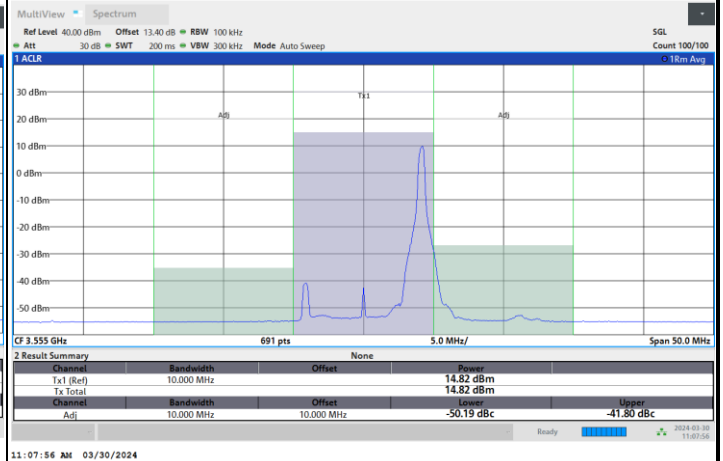 MultiView Spectrum
Ref Level 40.00 dBm Offset 13.40 dB RBW 100 kHz SGL
Att 30 dB SWT 200 ms VBW 300 kHz Mode Auto Sweep Count 100/100
1 ACLR 1Rm Avg
30 dBm
Tx1
Adj Adj
20 dBm
10 dBm
0 dBm
-10 dBm
-20 dBm
-30 dBm
-40 dBm
-50 dBm
CF 3.555 GHz 691 pts 5.0 MHz/ Span 50.0 MHz
2 Result Summary None
Channel Bandwidth Offset Power
Tx1 (Ref) 10.000 MHz 14.82 dBm
Tx Total 14.82 dBm
Channel Bandwidth Offset Lower Upper
Adj 10.000 MHz 10.000 MHz -50.19 dBc -41.80 dBc
Ready 2024-03-30
11:07:56
11:07:56 AM 03/30/2024